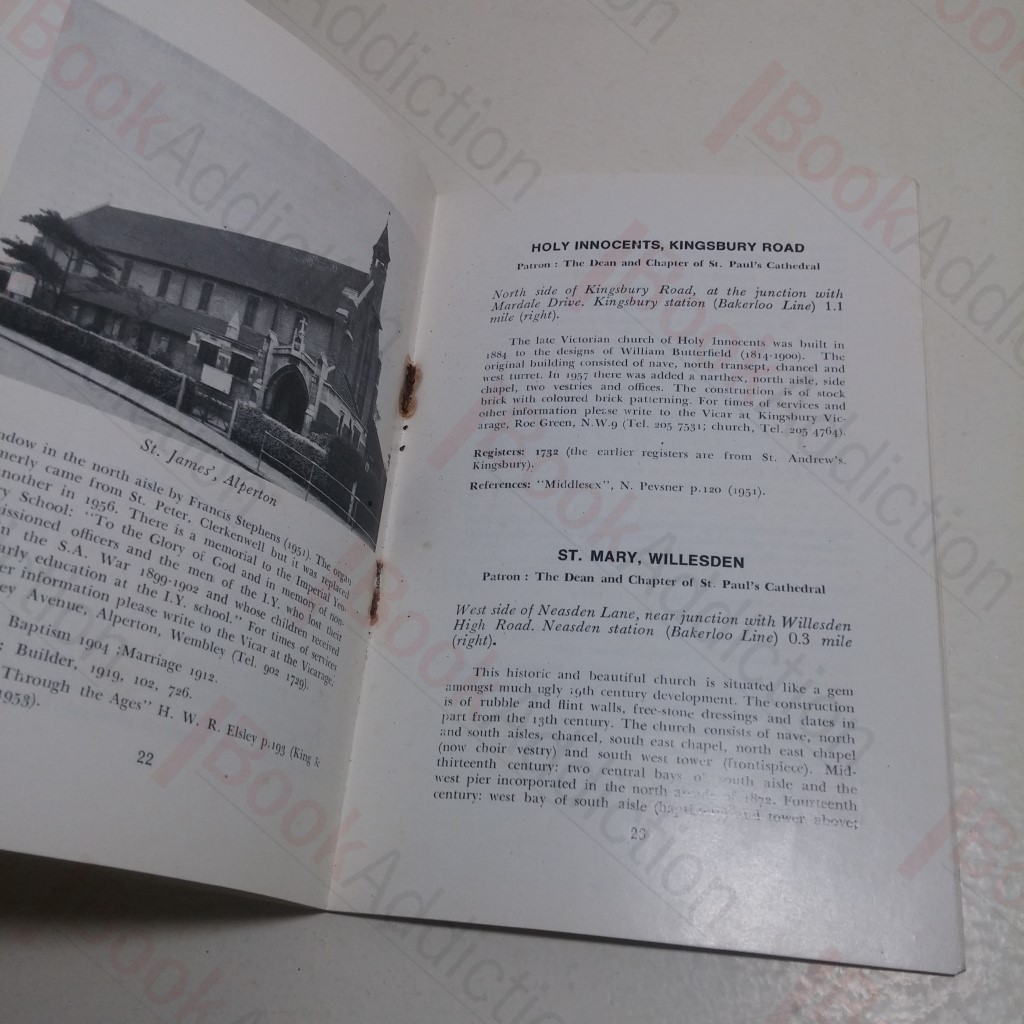 St. James', Alperton
ndow in the north aisle by Francis Stephens (1951). The organ
merly came from St. Peter, Clerkenwell but it was replaced
nother in 1956. There is a memorial to the Imperial Yeo-
ry School: "To the Glory of God and in memory of non-
issioned officers and the men of the I.Y. who lost their
n the S.A. War 1899-1902 and whose children received
arly education at the I.Y. school." For times of services
er information please write to the Vicar at the Vicarage,
ey Avenue, Alperton, Wembley (Tel. 902 1729).
Baptism 1904 ;Marriage 1912.
; Builder, 1919, 102, 726.
Through the Ages" H. W. R. Elsley p.193 (King &
1953).
22
HOLY INNOCENTS, KINGSBURY ROAD
Patron : The Dean and Chapter of St. Paul's Cathedral
North side of Kingsbury Road, at the junction with
Mardale Drive. Kingsbury station (Bakerloo Line) 1.1
mile (right).
The late Victorian church of Holy Innocents was built in
1884 to the designs of William Butterfield (1814-1900). The
original building consisted of nave, north transept, chancel and
west turret. In 1957 there was added a narthex, north aisle, side
chapel, two vestries and offices. The construction is of stock
brick with coloured brick patterning. For times of services and
other information please write to the Vicar at Kingsbury Vic-
arage, Roe Green, N.W.9 (Tel. 205 7531; church, Tel. 205 4764).
Registers: 1732 (the earlier registers are from St. Andrew's.
Kingsbury).
References: "Middlesex", N. Pevsner p.120 (1951).
ST. MARY, WILLESDEN
Patron : The Dean and Chapter of St. Paul's Cathedral
West side of Neasden Lane, near junction with Willesden
High Road. Neasden station (Bakerloo Line) 0.3 mile
(right).
This historic and beautiful church is situated like a gem
amongst much ugly 19th century development. The construction
is of rubble and flint walls, free-stone dressings and dates in
part from the 13th century. The church consists of nave, north
and south aisles, chancel, south east chapel, north east chapel
(now choir vestry) and south west tower (frontispiece). Mid-
thirteenth century: two central bays of south aisle and the
west pier incorporated in the north arcade of 1872. Fourteenth
century: west bay of south aisle and tower above;
23
BookAddiction